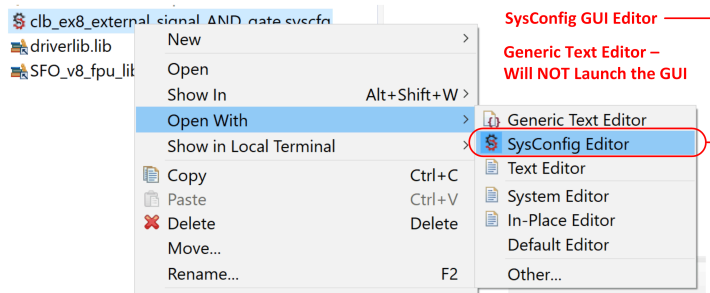 clb_ex8_external_signal_AND_gate.syscfg
driverlib.lib
SFO_v8_fpu_lib
New >
Open
Show In Alt+Shift+W >
Open With >
Show in Local Terminal >
Copy Ctrl+C
Paste Ctrl+V
Delete Delete
Move...
Rename... F2
SysConfig GUI Editor
Generic Text Editor –
Will NOT Launch the GUI
Generic Text Editor
SysConfig Editor
Text Editor
System Editor
In-Place Editor
Default Editor
Other...